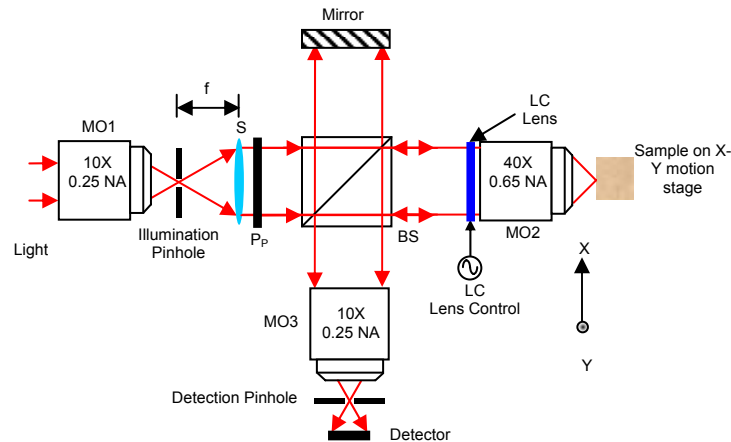 Mirror
f
MO1
S
LC
Lens
10X
0.25 NA
40X
0.65 NA
Sample on X-
Y motion
stage
Light
Illumination
Pinhole
PP
BS
MO2
X
LC
Lens Control
MO3
10X
0.25 NA
Y
Detection Pinhole
Detector